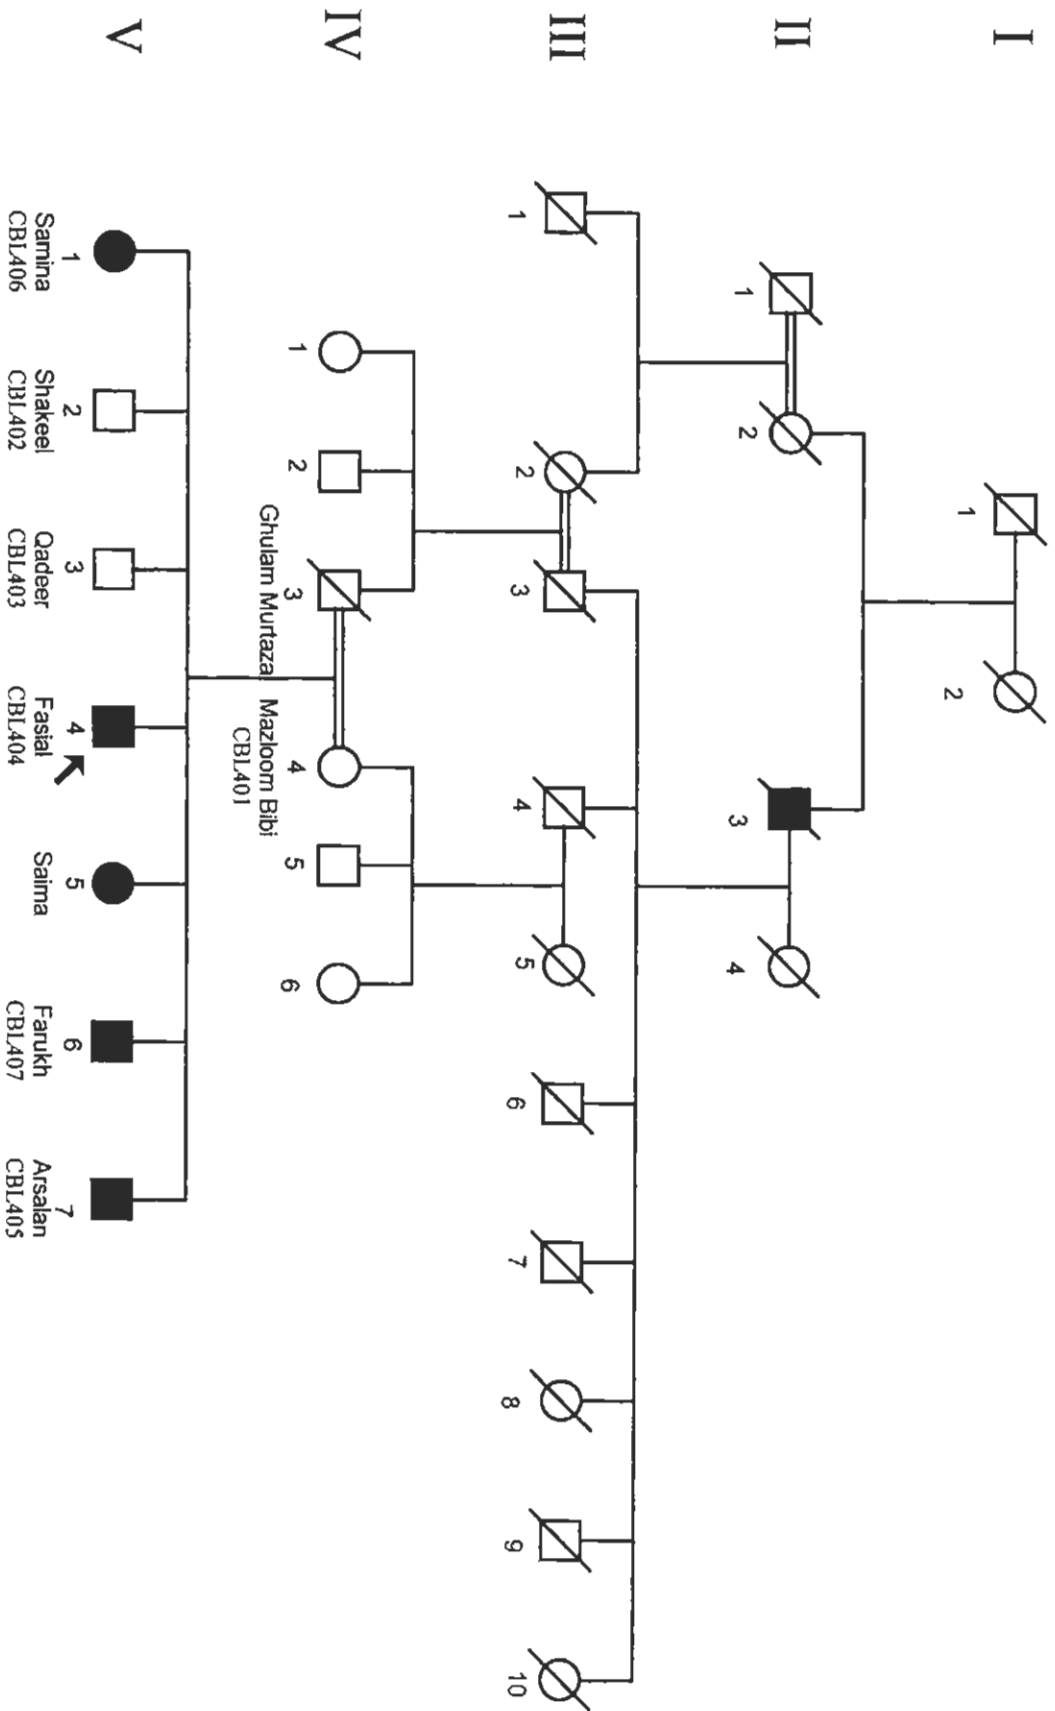 I
1 2
II
1 2 3 4
III
1 2 3 4 5 6 7 8 9 10
IV
1 2 3 4 5 6
Ghulam Murtaza Mazloom Bibi
CBL401
V
1 2 3 4 5 6 7
Samina Shakeel Qadeer Fasial Saima Farukh Arsalan
CBL406 CBL402 CBL403 CBL404 CBL407 CBL405